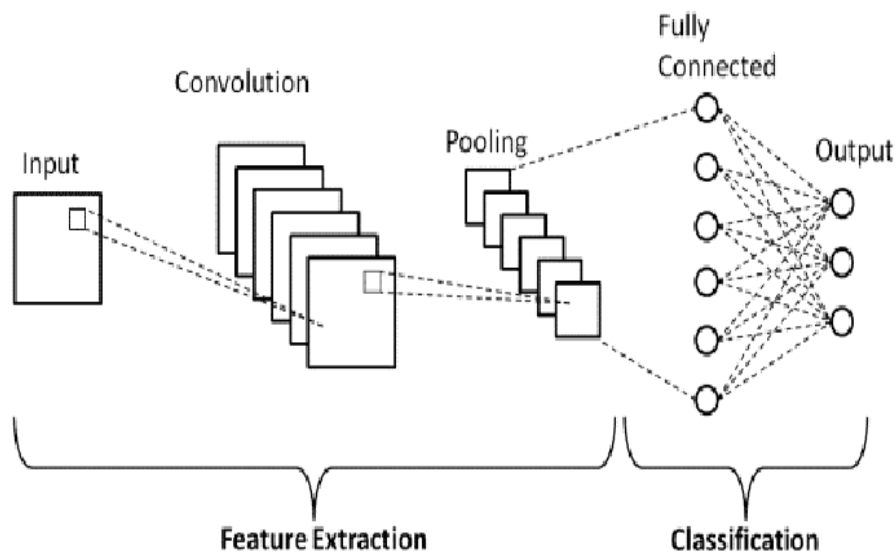 Fully
Connected
Convolution
Pooling
Input
Output
Feature Extraction
Classification